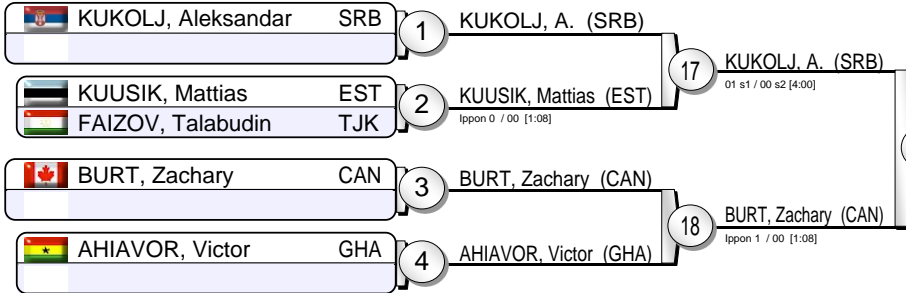 KUKOLJ, Aleksandar SRB
1
KUKOLJ, A. (SRB)
17
KUKOLJ, A. (SRB)
01 s1 / 00 s2 [4:00]
KUUSIK, Mattias EST
FAIZOV, Talabudin TJK
2
KUUSIK, Mattias (EST)
Ippon 0 / 00 [1:08]
BURT, Zachary CAN
3
BURT, Zachary (CAN)
18
BURT, Zachary (CAN)
Ippon 1 / 00 [1:08]
AHIAVOR, Victor GHA
4
AHIAVOR, Victor (GHA)